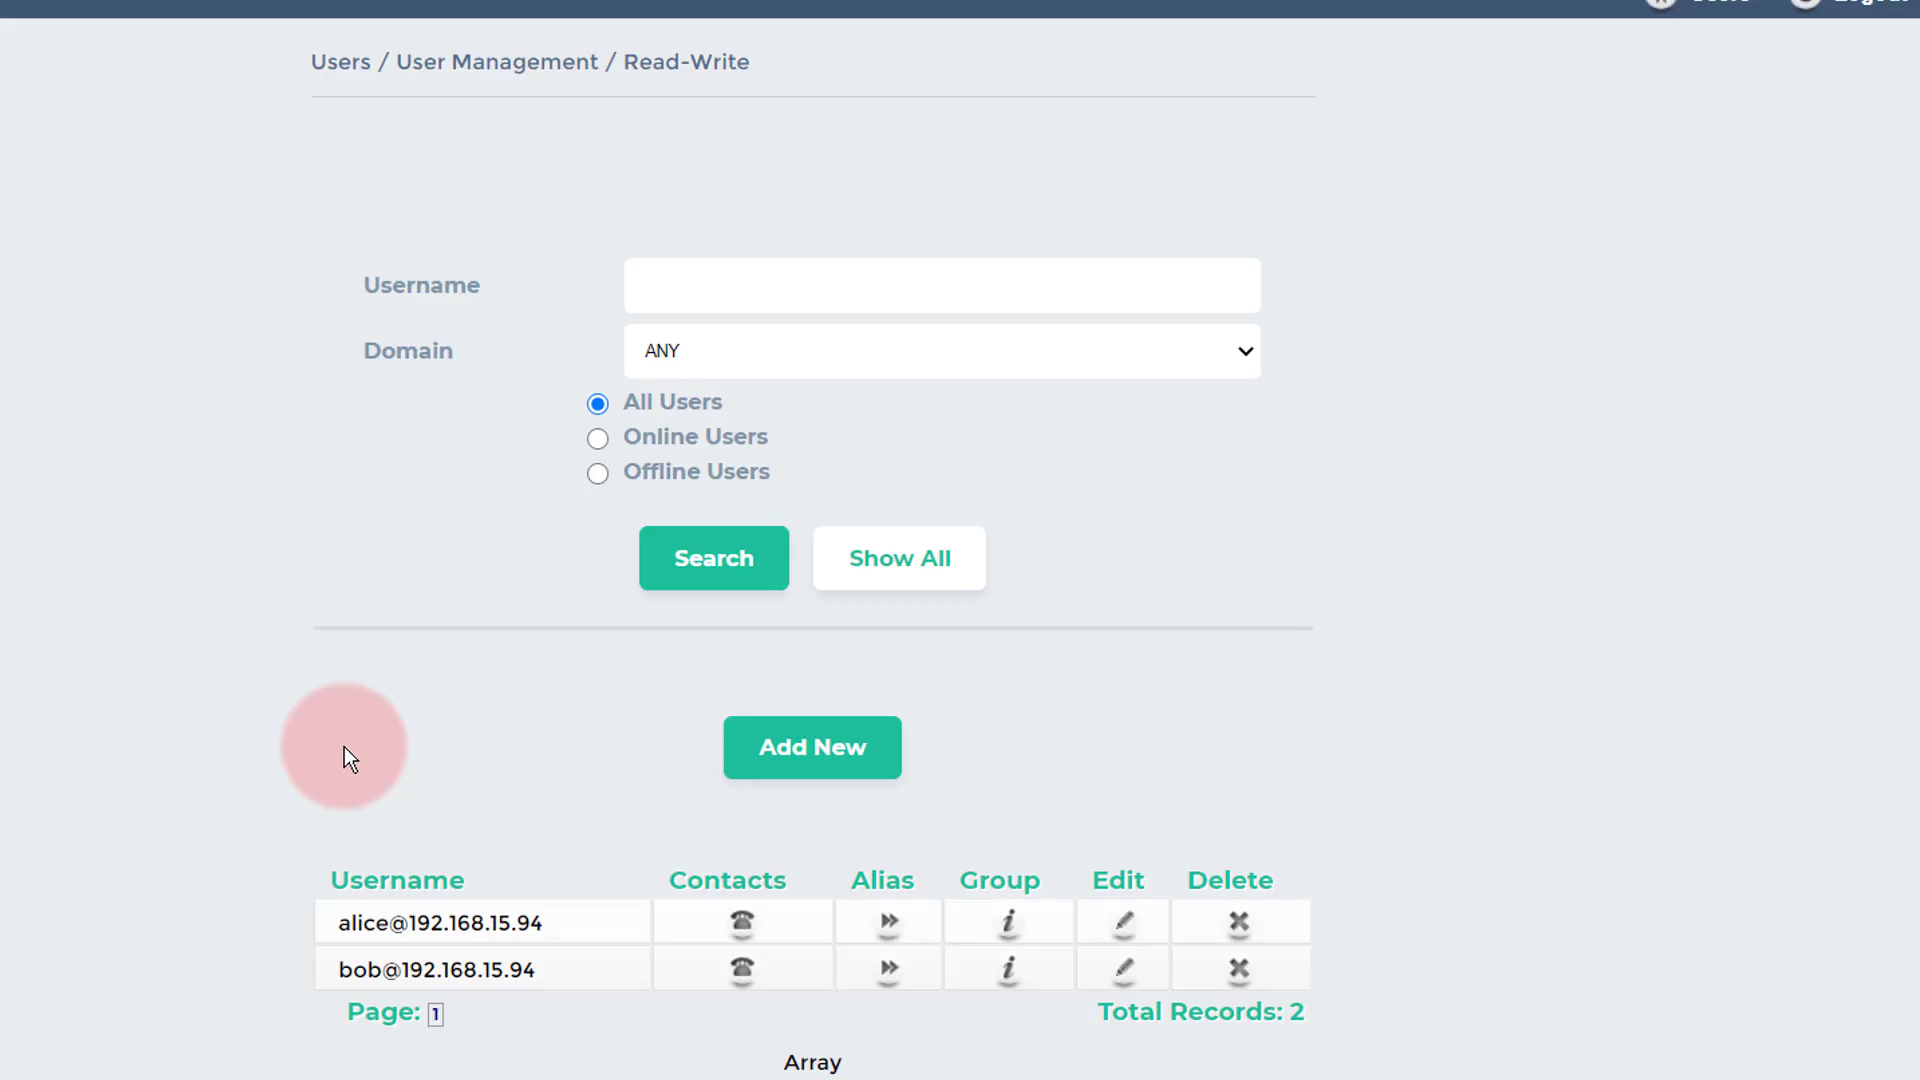 Users / User Management / Read-Write
Username
Domain
ANY
All Users
Online Users
Offline Users
Search
Show All
Add New
Username Contacts Alias Group Edit Delete
alice@192.168.15.94
bob@192.168.15.94
Page: 1
Total Records: 2
Array